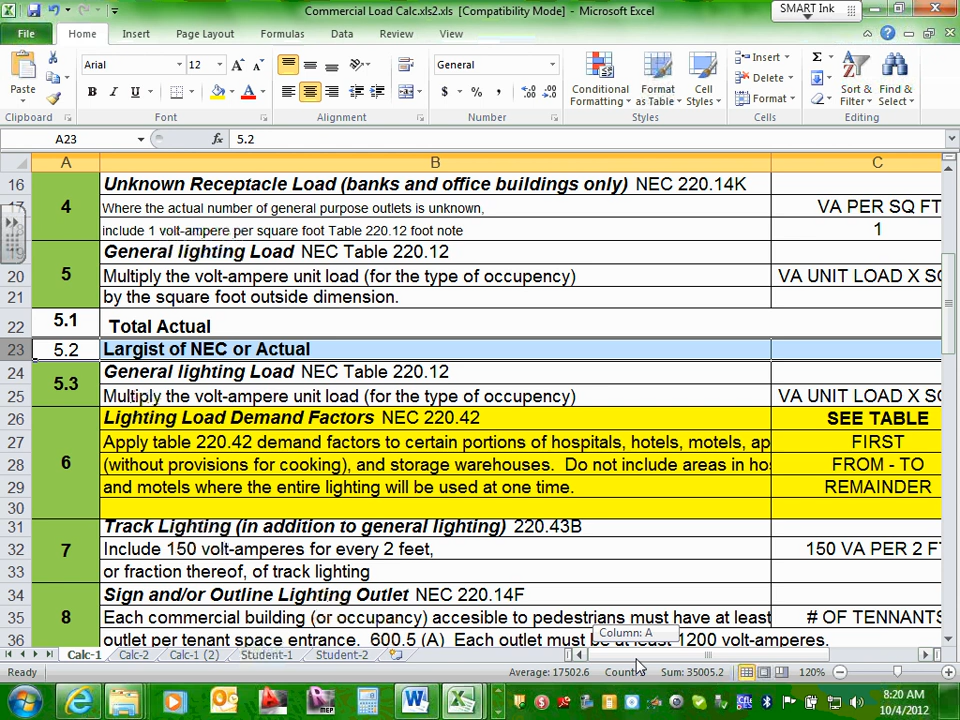 Commercial Load Calc.xls2.xls [Compatibility Mode] - Microsoft Excel
SMART Ink
File Home Insert Page Layout Formulas Data Review View
Paste
Arial 12
B I U
General
$ % ,
Conditional Formatting
Format as Table
Cell Styles
Insert
Delete
Format
Sort & Filter
Find & Select
Clipboard Font Alignment Number Styles Cells Editing
A23 fx 5.2
A B C
16 Unknown Receptacle Load (banks and office buildings only) NEC 220.14K
17 4 Where the actual number of general purpose outlets is unknown, VA PER SQ FT
include 1 volt-ampere per square foot Table 220.12 foot note 1
19 General lighting Load NEC Table 220.12
20 5 Multiply the volt-ampere unit load (for the type of occupency) VA UNIT LOAD X SQ
21 by the square foot outside dimension.
22 5.1 Total Actual
23 5.2 Largist of NEC or Actual
24 General lighting Load NEC Table 220.12
25 5.3 Multiply the volt-ampere unit load (for the type of occupency) VA UNIT LOAD X SQ
26 Lighting Load Demand Factors NEC 220.42 SEE TABLE
27 Apply table 220.42 demand factors to certain portions of hospitals, hotels, motels, ap FIRST
28 6 (without provisions for cooking), and storage warehouses. Do not include areas in hos FROM - TO
29 and motels where the entire lighting will be used at one time. REMAINDER
30
31 Track Lighting (in addition to general lighting) 220.43B
32 7 Include 150 volt-amperes for every 2 feet, 150 VA PER 2 FT
33 or fraction thereof, of track lighting
34 Sign and/or Outline Lighting Outlet NEC 220.14F
35 8 Each commercial building (or occupancy) accesible to pedestrians must have at least # OF TENNANTS
36 outlet per tenant space entrance. 600.5 (A) Each outlet must be at least 1200 volt-amperes.
Column: A
Calc-1 Calc-2 Calc-1 (2) Student-1 Student-2
Ready Average: 17502.6 Count Sum: 35005.2 120%
8:20 AM
10/4/2012